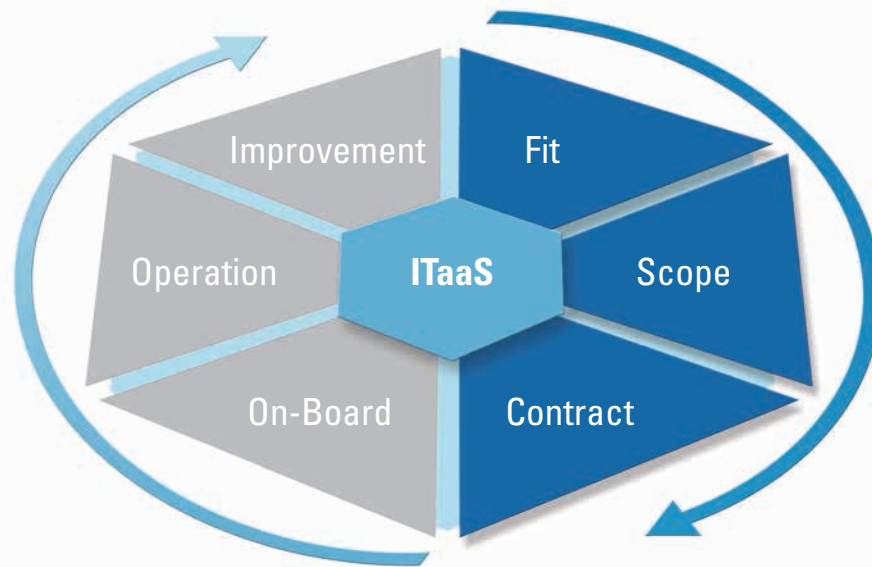 Improvement
Fit
Operation
ITaaS
Scope
On-Board
Contract